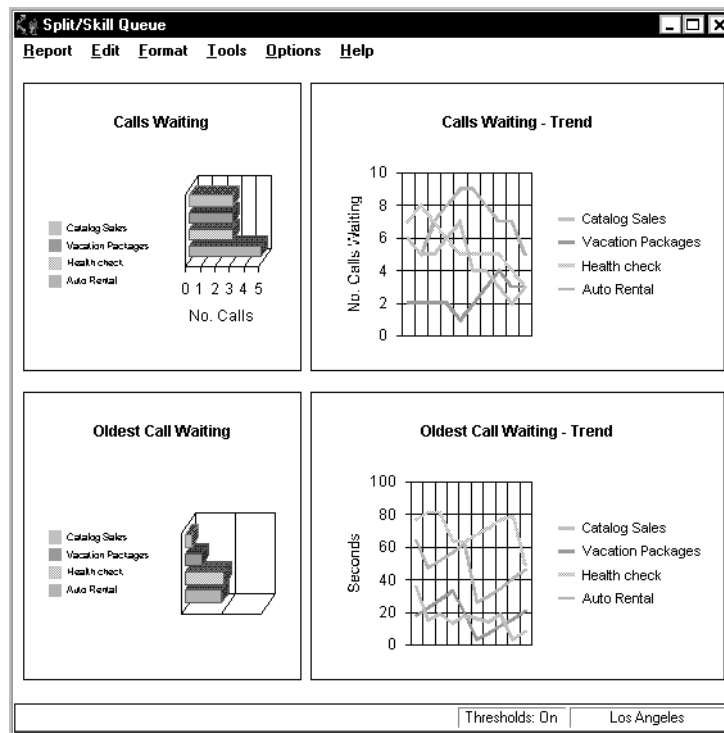 Split/Skill Queue
Report Edit Format Tools Options Help
Calls Waiting
Catalog Sales
Vacation Packages
Health check
Auto Rental
0 1 2 3 4 5
No. Calls
Calls Waiting - Trend
No. Calls Waiting
10
8
6
4
2
0
Catalog Sales
Vacation Packages
Health check
Auto Rental
Oldest Call Waiting
Catalog Sales
Vacation Packages
Health check
Auto Rental
Oldest Call Waiting - Trend
Seconds
100
80
60
40
20
0
Catalog Sales
Vacation Packages
Health check
Auto Rental
Thresholds: On
Los Angeles